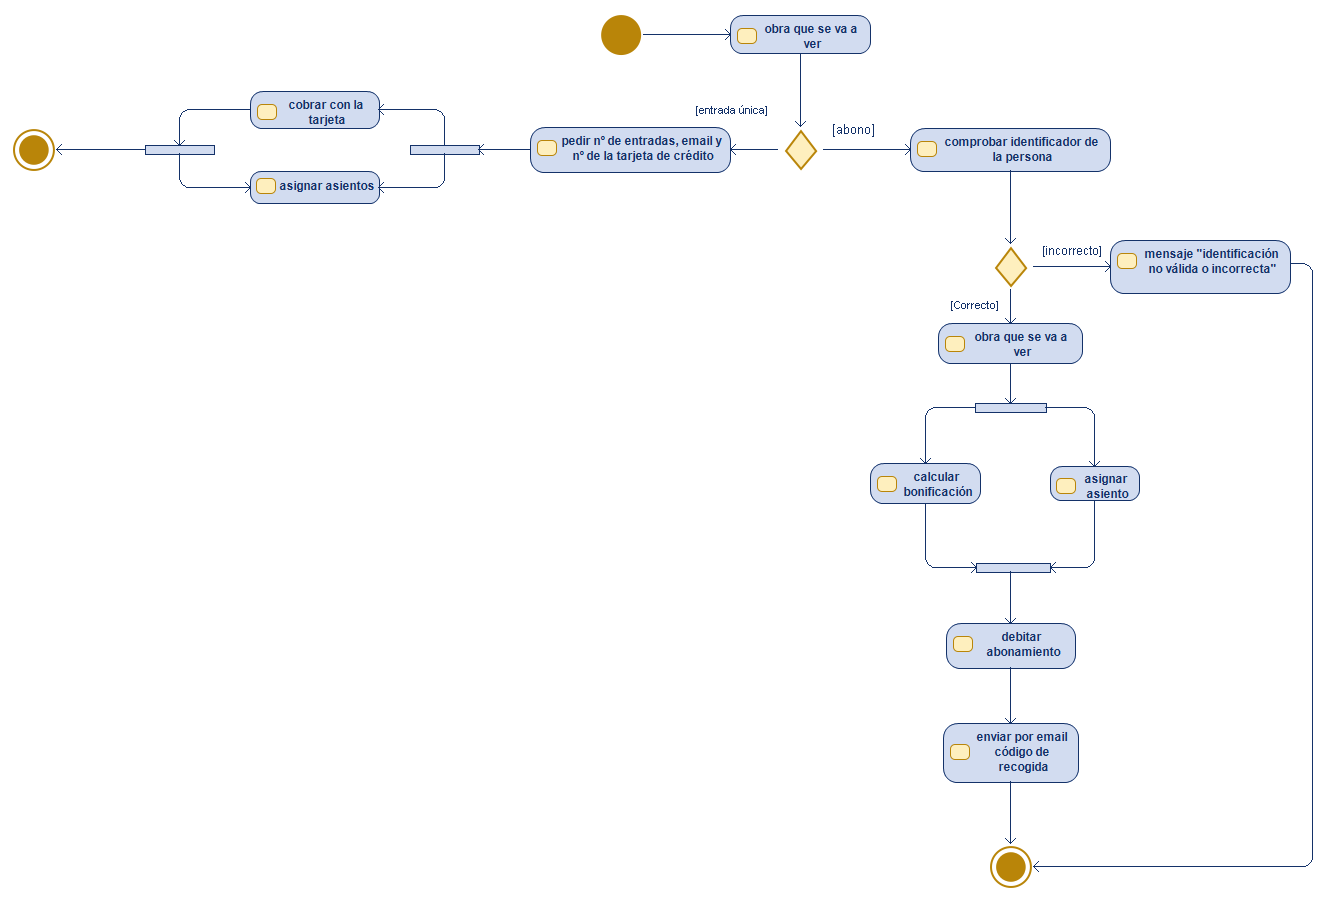 obra que se va a
ver
[entrada única]
[abono]
cobrar con la
tarjeta
pedir nº de entradas, email y
nº de la tarjeta de crédito
comprobar identificador de
la persona
asignar asientos
[incorrecto]
mensaje "identificación
no válida o incorrecta"
[Correcto]
obra que se va a
ver
calcular
bonificación
asignar
asiento
debitar
abonamiento
enviar por email
código de
recogida